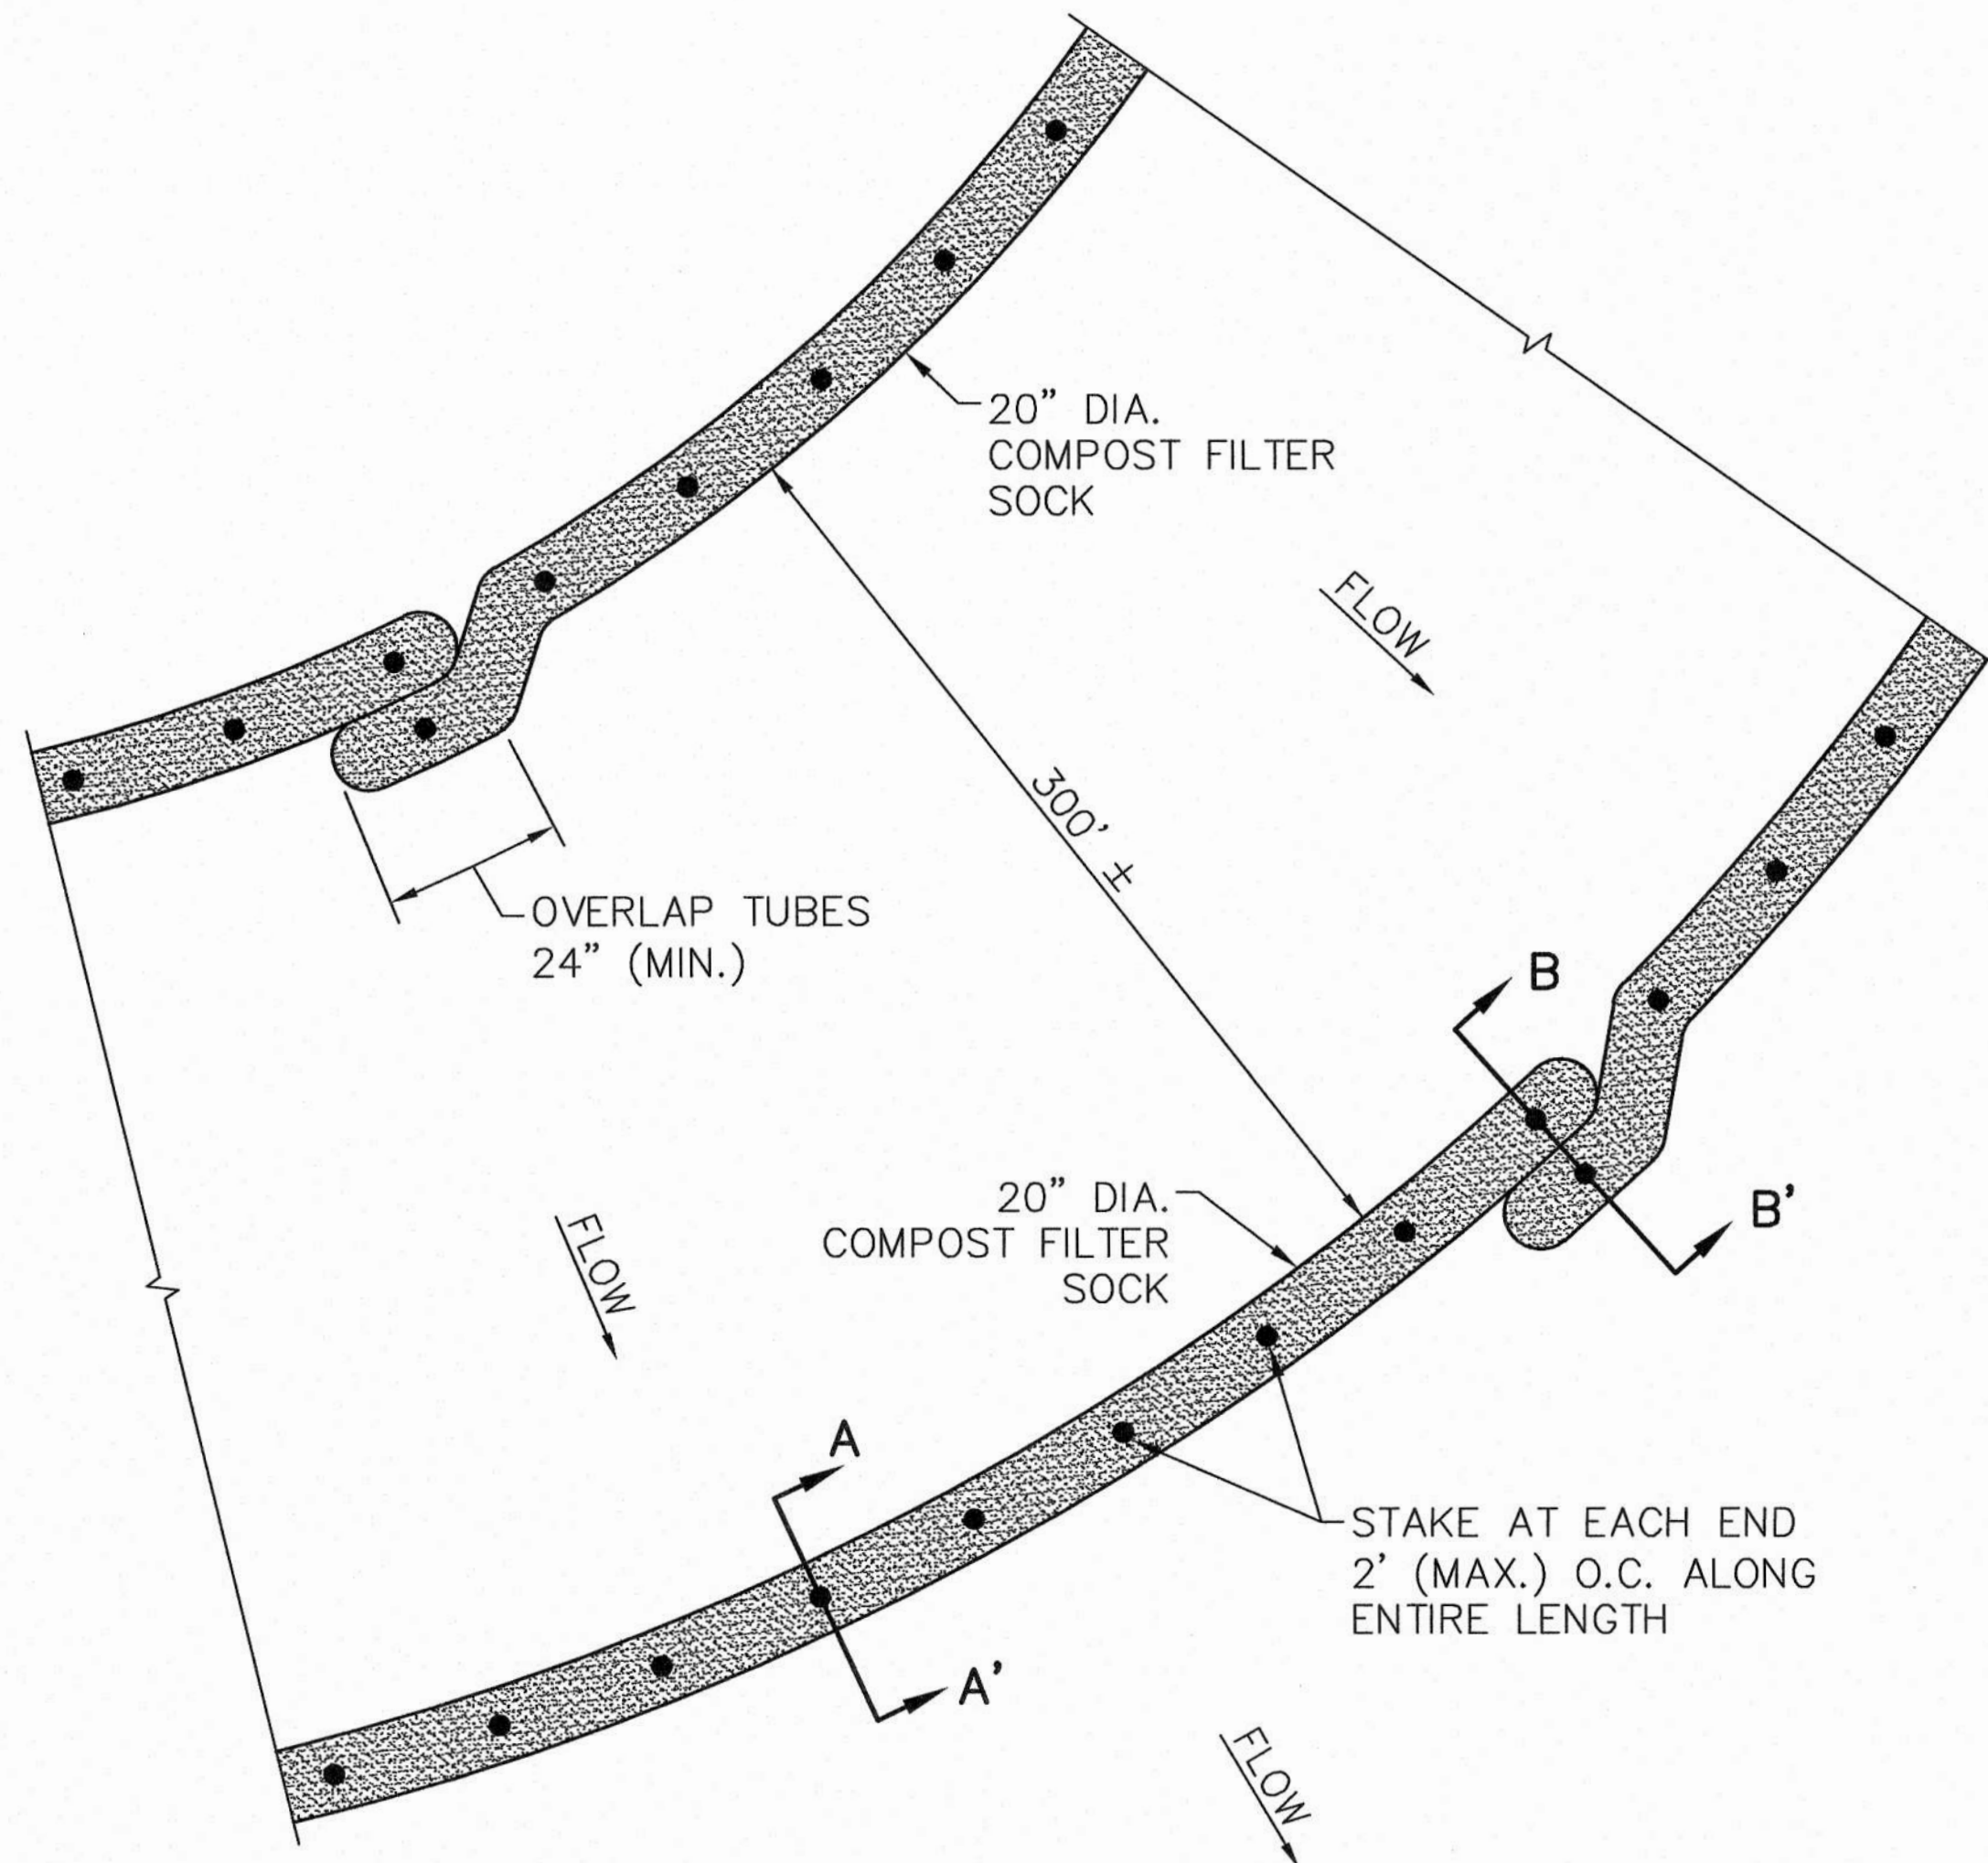 20” DIA.
COMPOST FILTER
SOCK
FLOW
300’ ±
OVERLAP TUBES
24” (MIN.)
B
B’
20” DIA.
COMPOST FILTER
SOCK
FLOW
A
A’
STAKE AT EACH END
2’ (MAX.) O.C. ALONG
ENTIRE LENGTH
FLOW